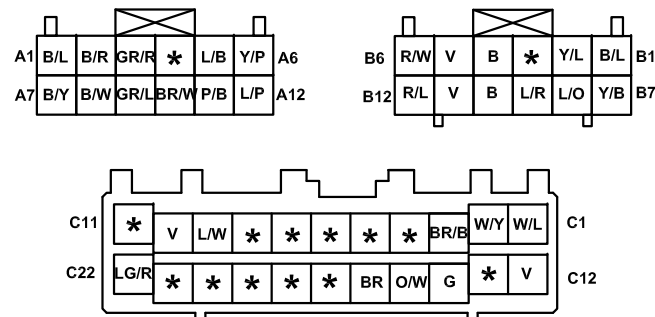 A1 B/L B/R GR/R * L/B Y/P A6
A7 B/Y B/W GR/L BR/W P/B L/P A12
B6 R/W V B * Y/L B/L B1
B12 R/L V B L/R L/O Y/B B7
C11 * V L/W * * * * * BR/B W/Y W/L C1
C22 LG/R * * * * * BR O/W G * V C12